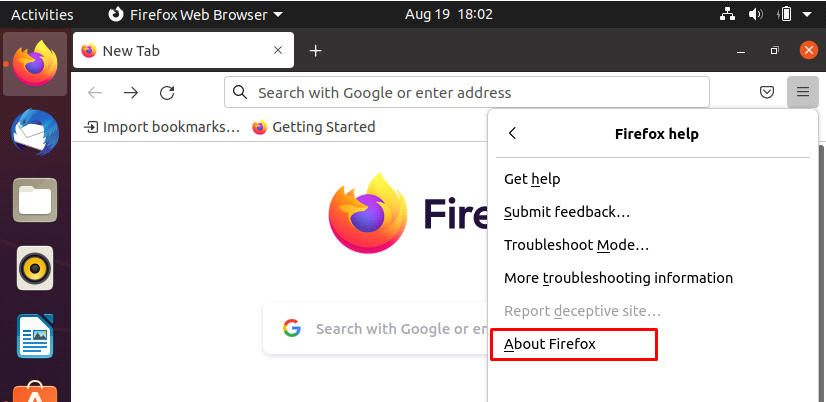 Activities Firefox Web Browser Aug 19 18:02
New Tab
Search with Google or enter address
Import bookmarks… Getting Started
Firefox help
Get help
Submit feedback…
Troubleshoot Mode…
More troubleshooting information
Report deceptive site…
About Firefox
Firef
Search with Google or en